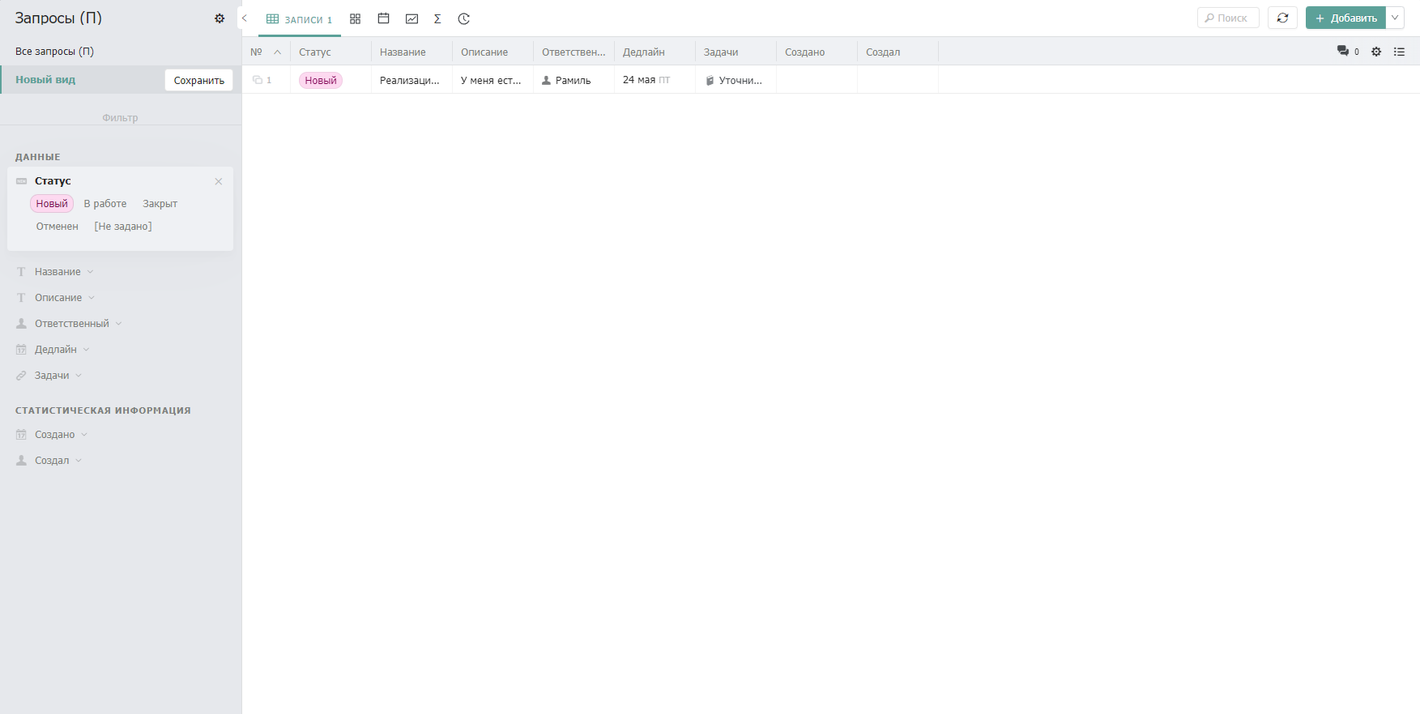 Запросы (П)
Все запросы (П)
Новый вид
Сохранить
Фильтр
ДАННЫЕ
Статус
Новый В работе Закрыт
Отменен [Не задано]
Название
Описание
Ответственный
Дедлайн
Задачи
СТАТИСТИЧЕСКАЯ ИНФОРМАЦИЯ
Создано
Создал
ЗАПИСИ 1
Σ
Поиск
+ Добавить
№ Статус Название Описание Ответствен... Дедлайн Задачи Создано Создал 0
1 Новый Реализаци... У меня ест... Рамиль 24 мая ПТ Уточни...